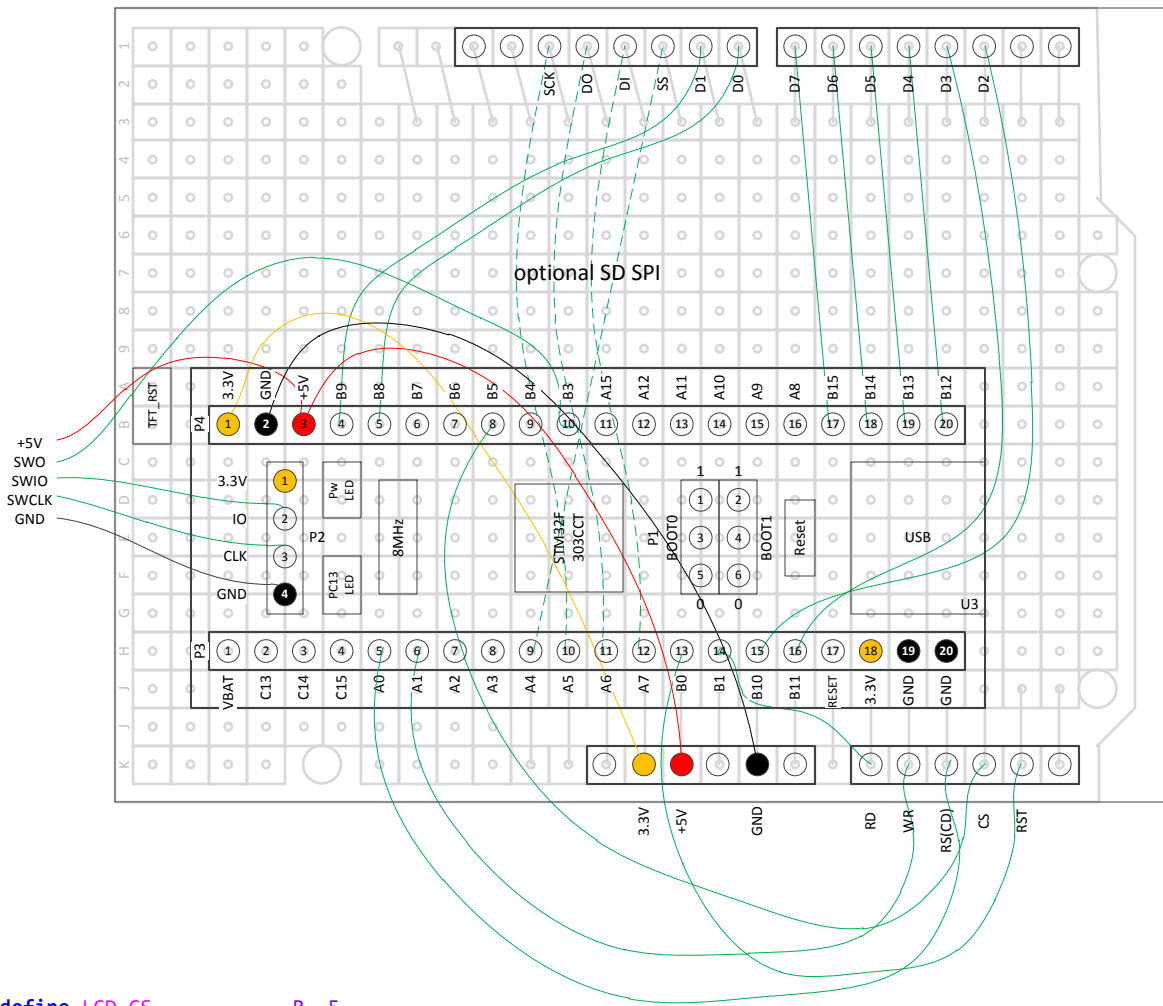 1
SCK DO DI SS D1 D0 D7 D6 D5 D4 D3 D2
2
3
4
5
6
7 optional SD SPI
8
9
A TFT_RST 3.3V GND +5V B9 B8 B7 B6 B5 B4 B3 A15 A12 A11 A10 A9 A8 B15 B14 B13 B12
B P4 1 2 3 4 5 6 7 8 9 10 11 12 13 14 15 16 17 18 19 20
+5V
SWO
SWIO
SWCLK
GND
C
D
F
G
3.3V 1
IO 2
CLK 3
GND 4
P2
Pw LED
PC13 LED
8MHz
STM32F
303CCT
P1
BOOT0
BOOT1
1 1
1 2
3 4
5 6
0 0
Reset
USB
U3
H P3 1 2 3 4 5 6 7 8 9 10 11 12 13 14 15 16 17 18 19 20
J VBAT C13 C14 C15 A0 A1 A2 A3 A4 A5 A6 A7 B0 B1 B10 B11 RESET 3.3V GND GND
J
K
3.3V +5V GND RD WR RS(CD) CS RST